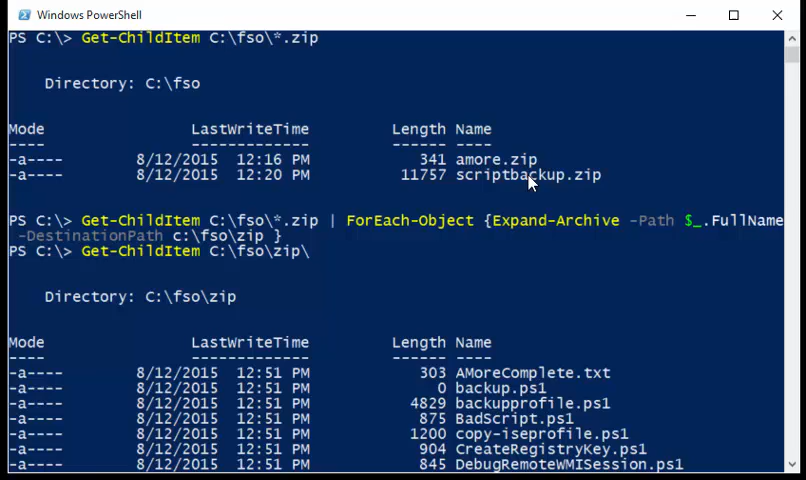 Windows PowerShell
PS C:\> Get-ChildItem C:\fso\*.zip
Directory: C:\fso
Mode LastWriteTime Length Name
---- ------------- ------ ----
-a---- 8/12/2015 12:16 PM 341 amore.zip
-a---- 8/12/2015 12:20 PM 11757 scriptbackup.zip
PS C:\> Get-ChildItem C:\fso\*.zip | ForEach-Object {Expand-Archive -Path $_.FullName
-DestinationPath c:\fso\zip }
PS C:\> Get-ChildItem C:\fso\zip\
Directory: C:\fso\zip
Mode LastWriteTime Length Name
---- ------------- ------ ----
-a---- 8/12/2015 12:51 PM 303 AMoreComplete.txt
-a---- 8/12/2015 12:51 PM 0 backup.ps1
-a---- 8/12/2015 12:51 PM 4829 backupprofile.ps1
-a---- 8/12/2015 12:51 PM 875 BadScript.ps1
-a---- 8/12/2015 12:51 PM 1200 copy-iseprofile.ps1
-a---- 8/12/2015 12:51 PM 904 CreateRegistryKey.ps1
-a---- 8/12/2015 12:51 PM 845 DebugRemoteWMISession.ps1